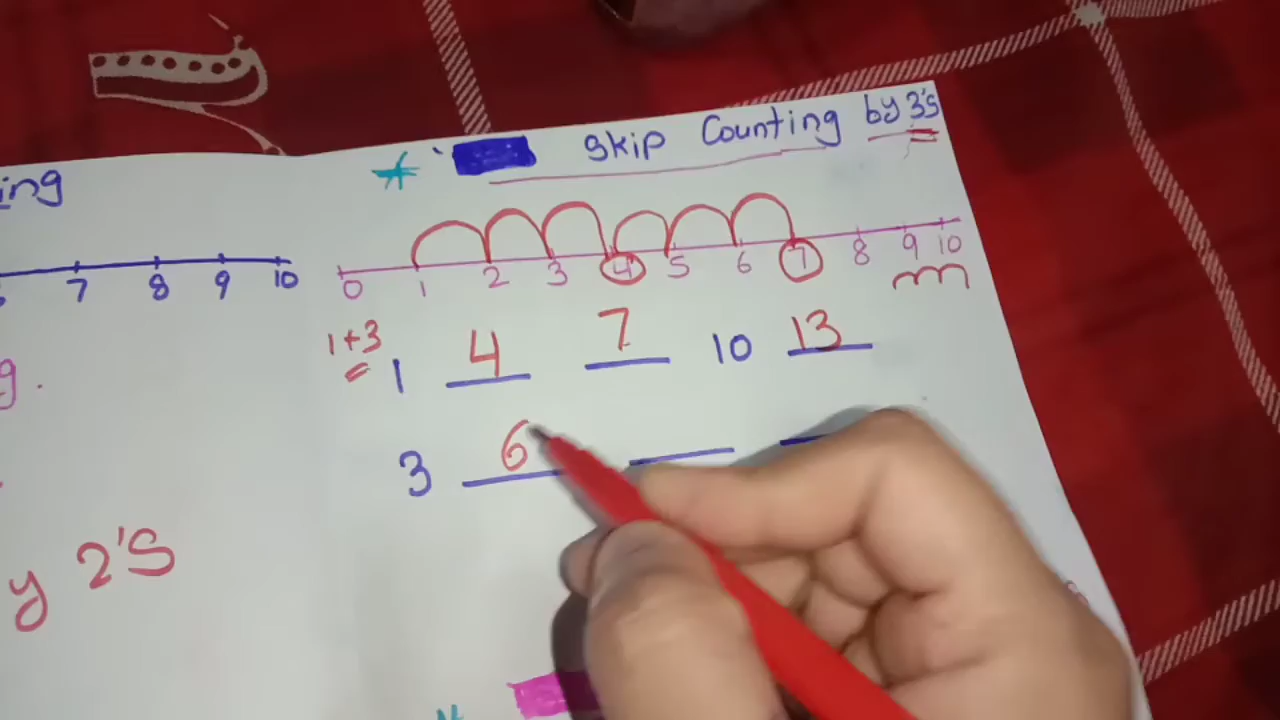 ing
7 8 9 10
g.
y 2's
Skip Counting by 3's
0 1 2 3 4 5 6 7 8 9 10
1+3
1 4 7 10 13
3 6